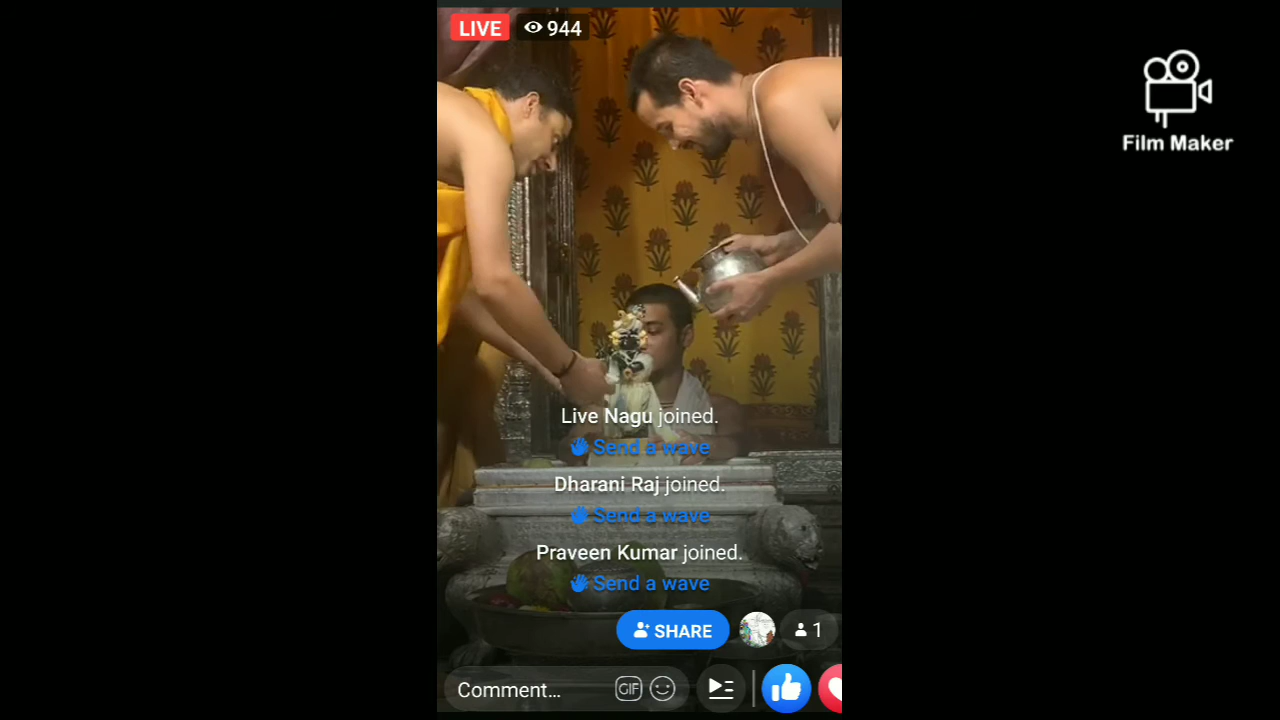 LIVE 944
Film Maker
Live Nagu joined.
Send a wave
Dharani Raj joined.
Send a wave
Praveen Kumar joined.
Send a wave
SHARE
1
Comment...
GIF